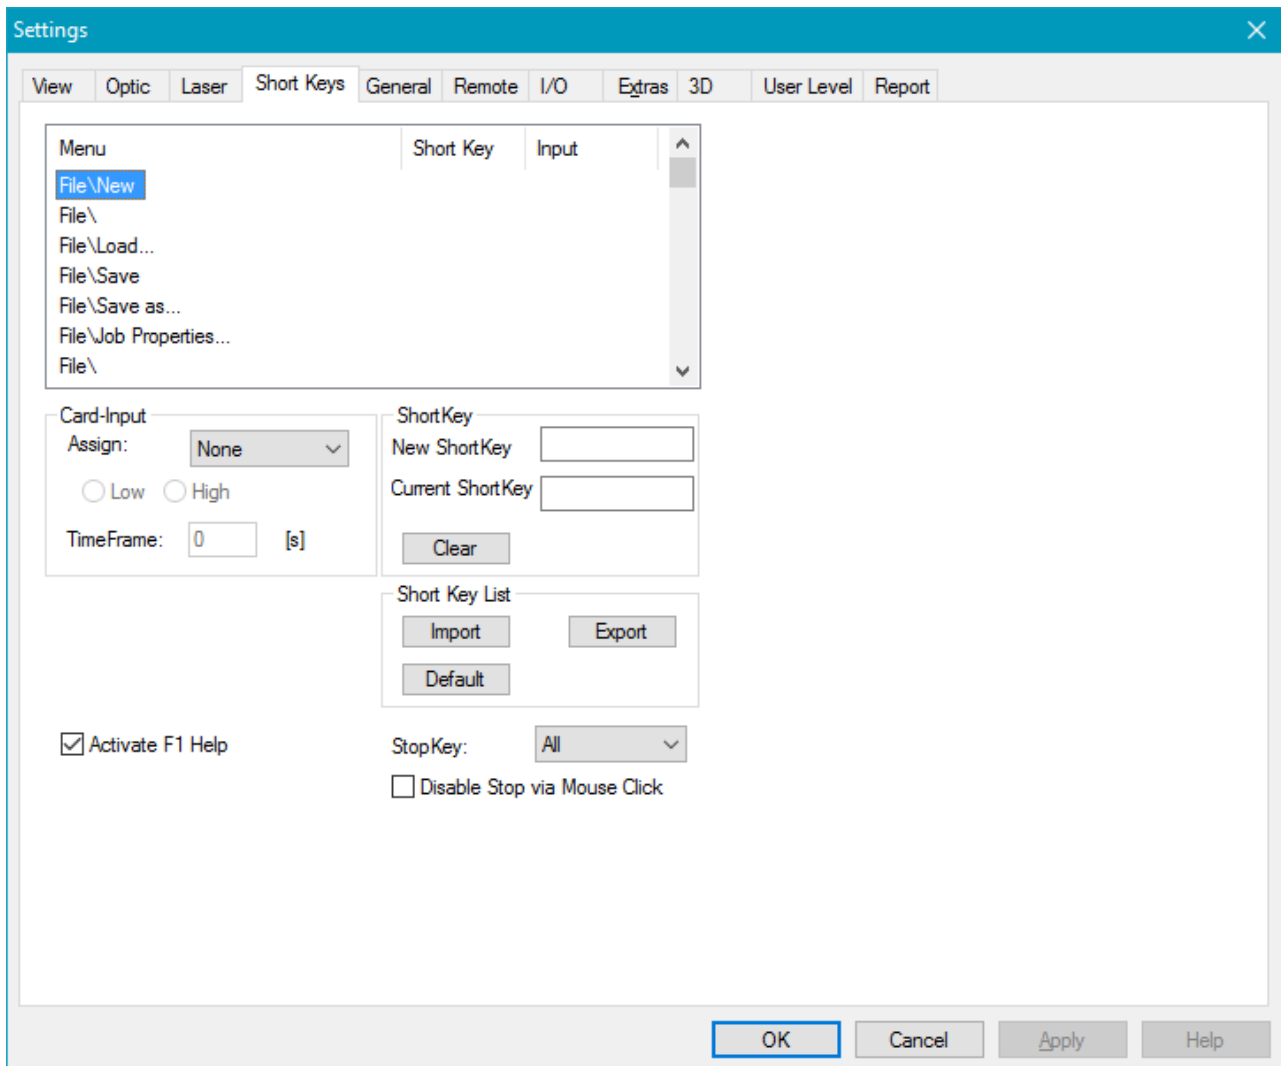 Settings
View Optic Laser Short Keys General Remote I/O Extras 3D User Level Report
Menu Short Key Input
File\New
File\
File\Load...
File\Save
File\Save as...
File\Job Properties...
File\
Card-Input
Assign: None
Low High
TimeFrame: 0 [s]
ShortKey
New ShortKey
Current ShortKey
Clear
Short Key List
Import Export
Default
Activate F1 Help
StopKey: All
Disable Stop via Mouse Click
OK Cancel Apply Help